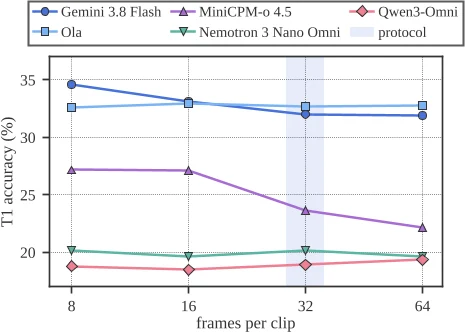 Gemini 3.8 Flash MiniCPM-o 4.5 Qwen3-Omni
Ola Nemotron 3 Nano Omni protocol
35
30
25
20
T1 accuracy (%)
8 16 32 64
frames per clip